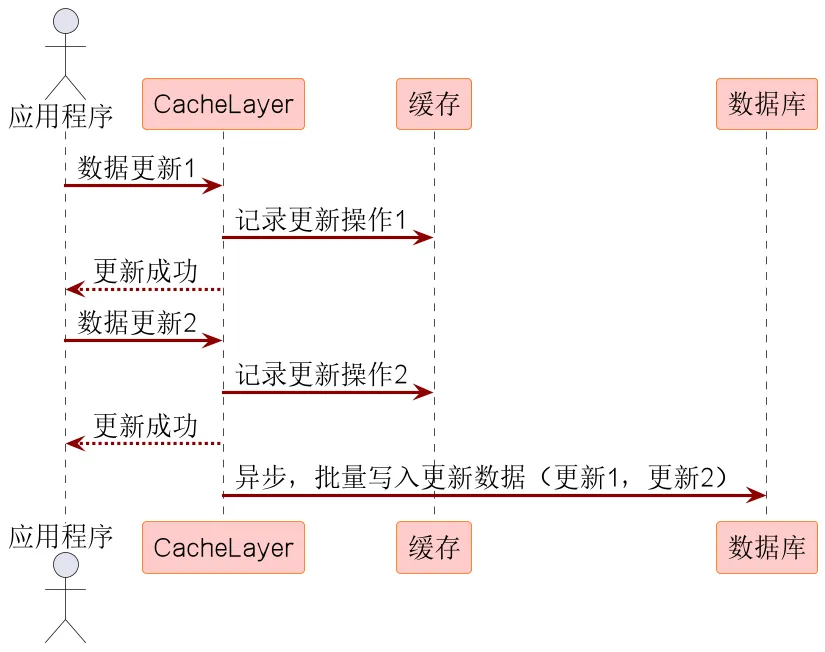 应用程序
CacheLayer
缓存
数据库
数据更新1
记录更新操作1
更新成功
数据更新2
记录更新操作2
更新成功
异步，批量写入更新数据（更新1，更新2）
应用程序
CacheLayer
缓存
数据库